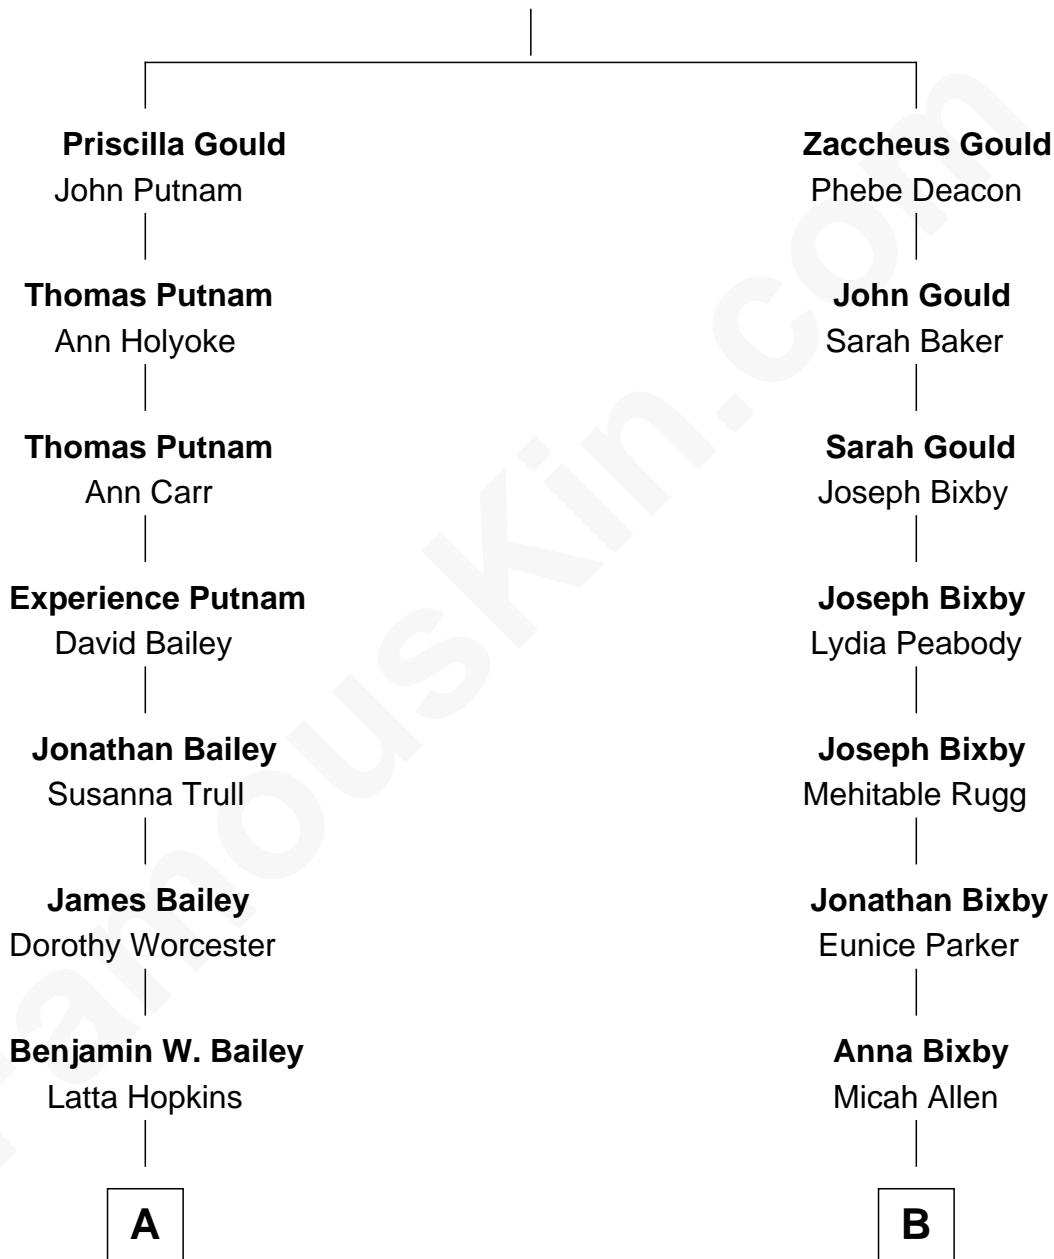 Priscilla Gould
John Putnam
Zaccheus Gould
Phebe Deacon
Thomas Putnam
Ann Holyoke
John Gould
Sarah Baker
Thomas Putnam
Ann Carr
Sarah Gould
Joseph Bixby
Experience Putnam
David Bailey
Joseph Bixby
Lydia Peabody
Jonathan Bailey
Susanna Trull
Joseph Bixby
Mehitable Rugg
James Bailey
Dorothy Worcester
Jonathan Bixby
Eunice Parker
Benjamin W. Bailey
Latta Hopkins
Anna Bixby
Micah Allen
A
B
FamousKin.com